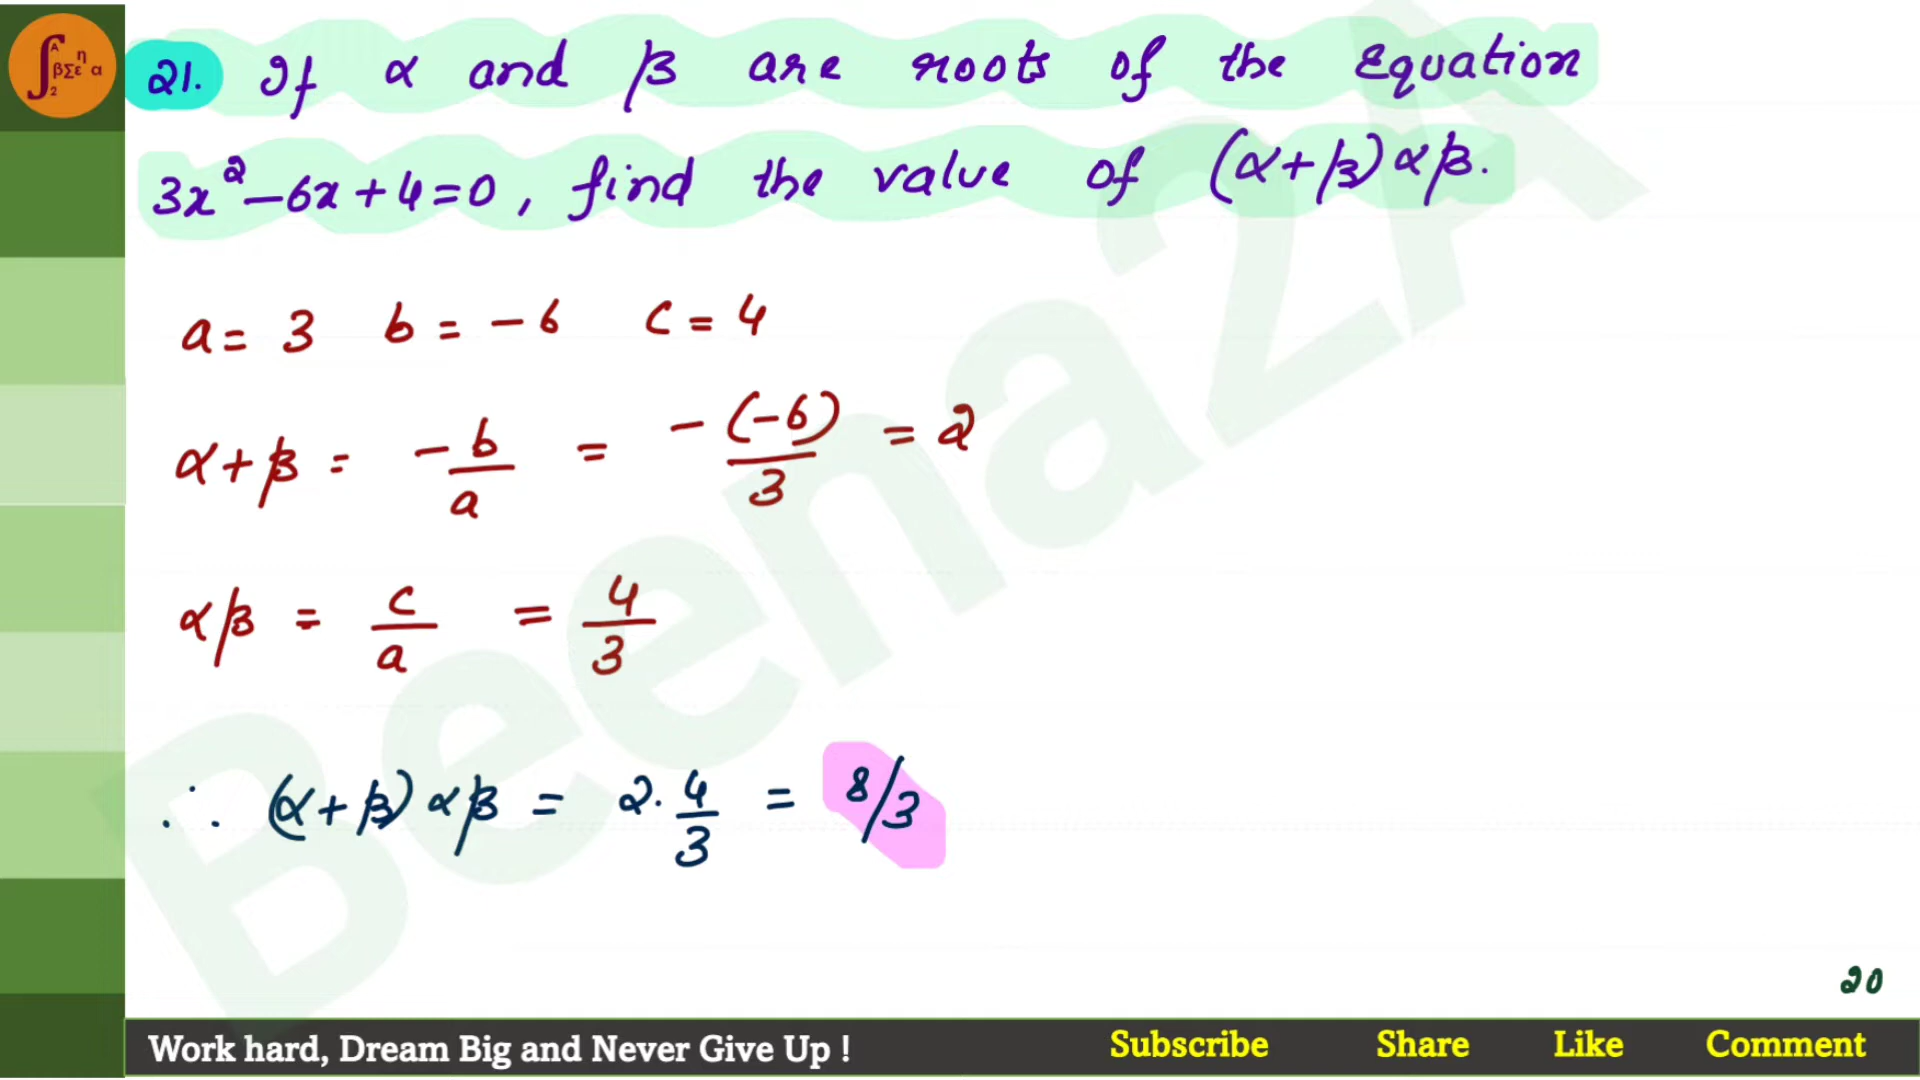 21. If α and β are roots of the Equation
3x² - 6x + 4 = 0, find the value of (α+β)αβ.
a = 3 b = -6 c = 4
α+β = -b/a = -(-6)/3 = 2
αβ = c/a = 4/3
∴ (α+β)αβ = 2·4/3 = 8/3
20
Work hard, Dream Big and Never Give Up ! Subscribe Share Like Comment
Beena2A